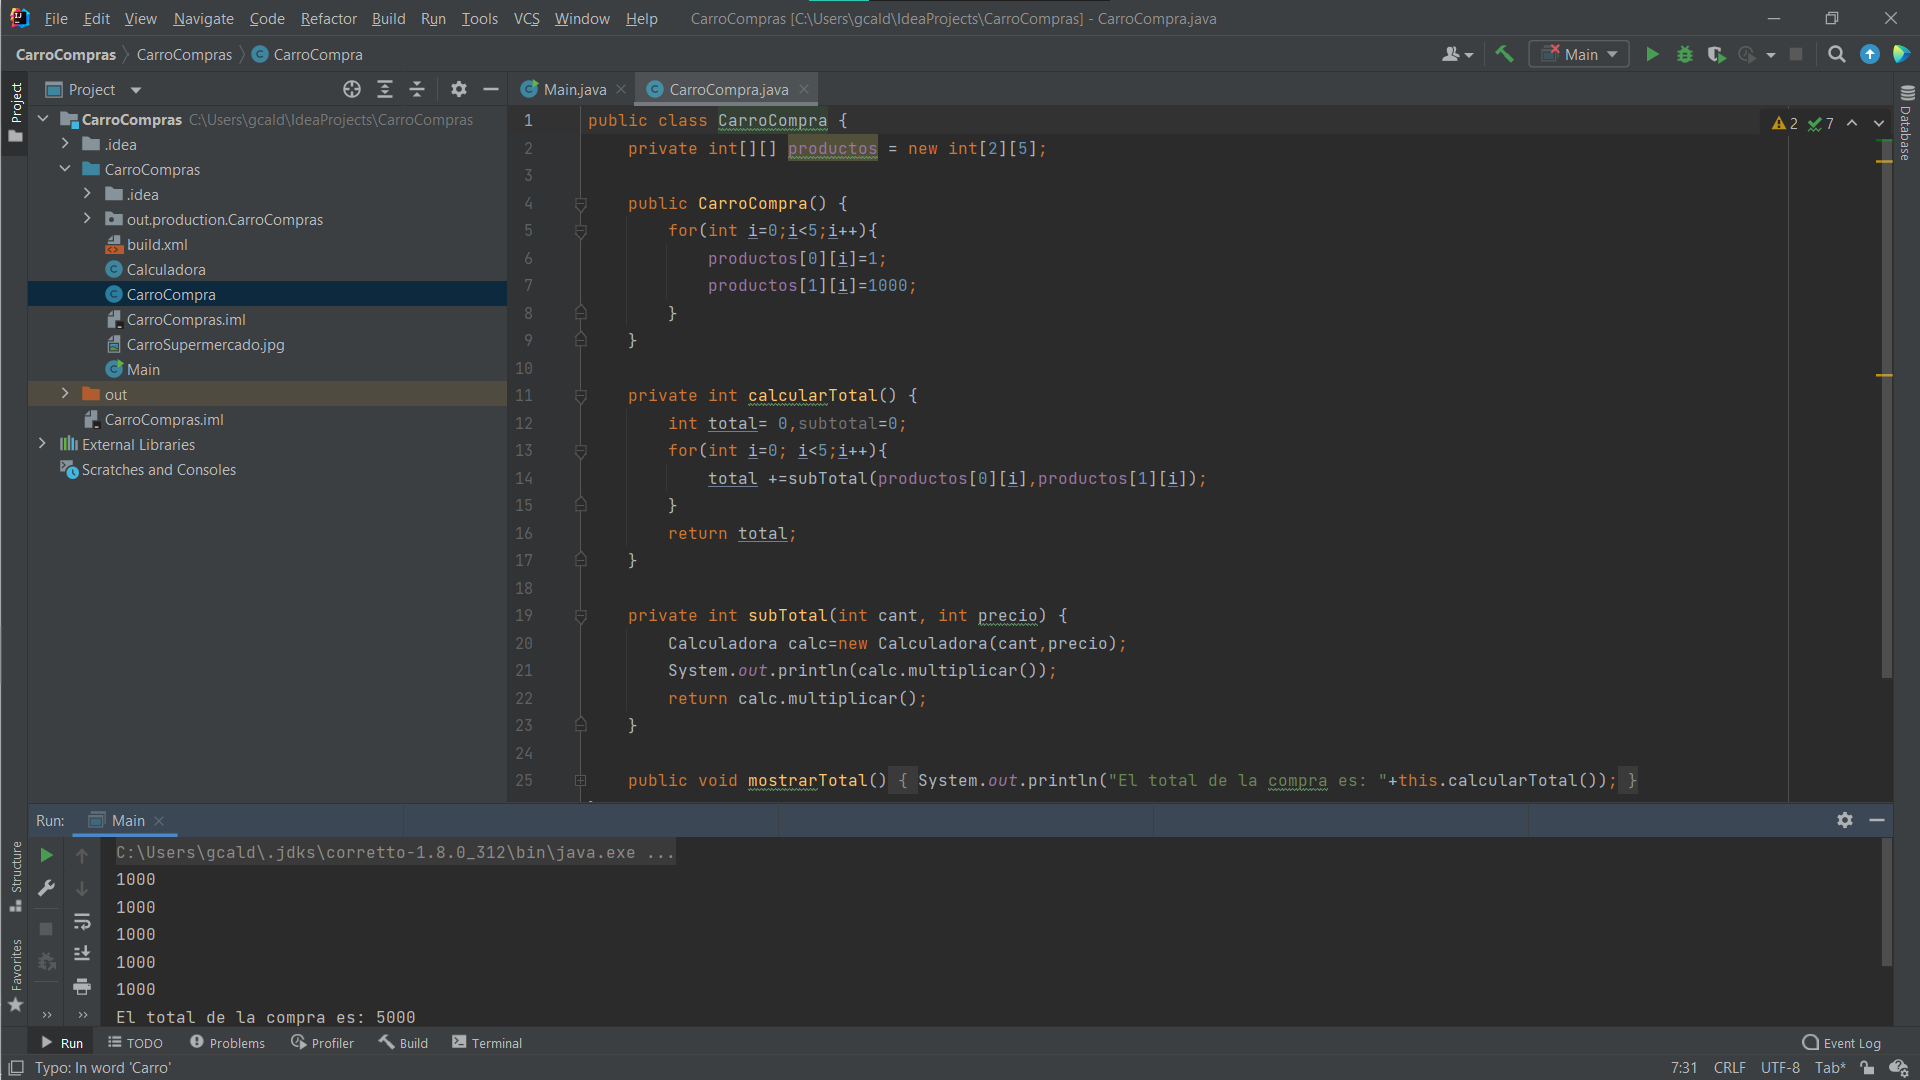 File Edit View Navigate Code Refactor Build Run Tools VCS Window Help CarroCompras [C:\Users\gcald\IdeaProjects\CarroCompras] - CarroCompra.java
CarroCompras CarroCompras CarroCompra Main
Project
Main.java CarroCompra.java
Project
Database
CarroCompras C:\Users\gcald\IdeaProjects\CarroCompras
.idea
CarroCompras
.idea
out.production.CarroCompras
build.xml
Calculadora
CarroCompra
CarroCompras.iml
CarroSupermercado.jpg
Main
out
CarroCompras.iml
External Libraries
Scratches and Consoles
2 7
1 public class CarroCompra {
2 private int[][] productos = new int[2][5];
3
4 public CarroCompra() {
5 for(int i=0;i<5;i++){
6 productos[0][i]=1;
7 productos[1][i]=1000;
8 }
9 }
10
11 private int calcularTotal() {
12 int total= 0,subtotal=0;
13 for(int i=0; i<5;i++){
14 total +=subTotal(productos[0][i],productos[1][i]);
15 }
16 return total;
17 }
18
19 private int subTotal(int cant, int precio) {
20 Calculadora calc=new Calculadora(cant,precio);
21 System.out.println(calc.multiplicar());
22 return calc.multiplicar();
23 }
24
25 public void mostrarTotal() { System.out.println("El total de la compra es: "+this.calcularTotal()); }
Run: Main
Structure
Favorites
C:\Users\gcald\.jdks\corretto-1.8.0_312\bin\java.exe ...
1000
1000
1000
1000
1000
El total de la compra es: 5000
Run TODO Problems Profiler Build Terminal Event Log
Typo: In word 'Carro' 7:31 CRLF UTF-8 Tab*